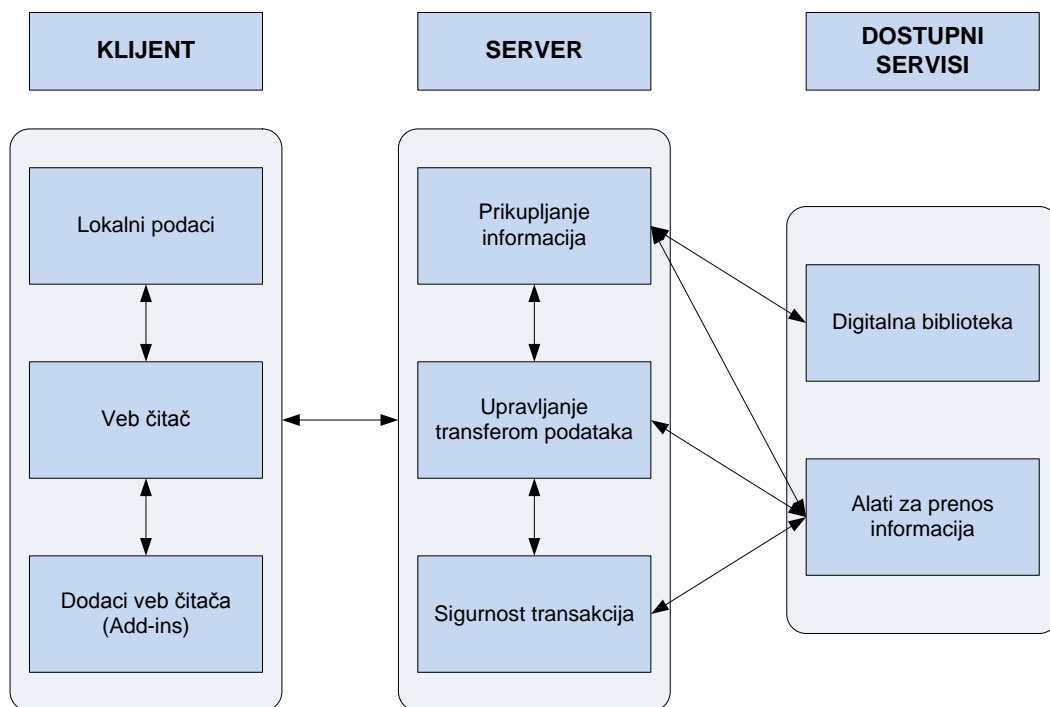 KLIJENT
SERVER
DOSTUPNI
SERVISI
Lokalni podaci
Veb čitač
Dodaci veb čitača
(Add-ins)
Prikupljanje
informacija
Upravljanje
transferom podataka
Sigurnost transakcija
Digitalna biblioteka
Alati za prenos
informacija